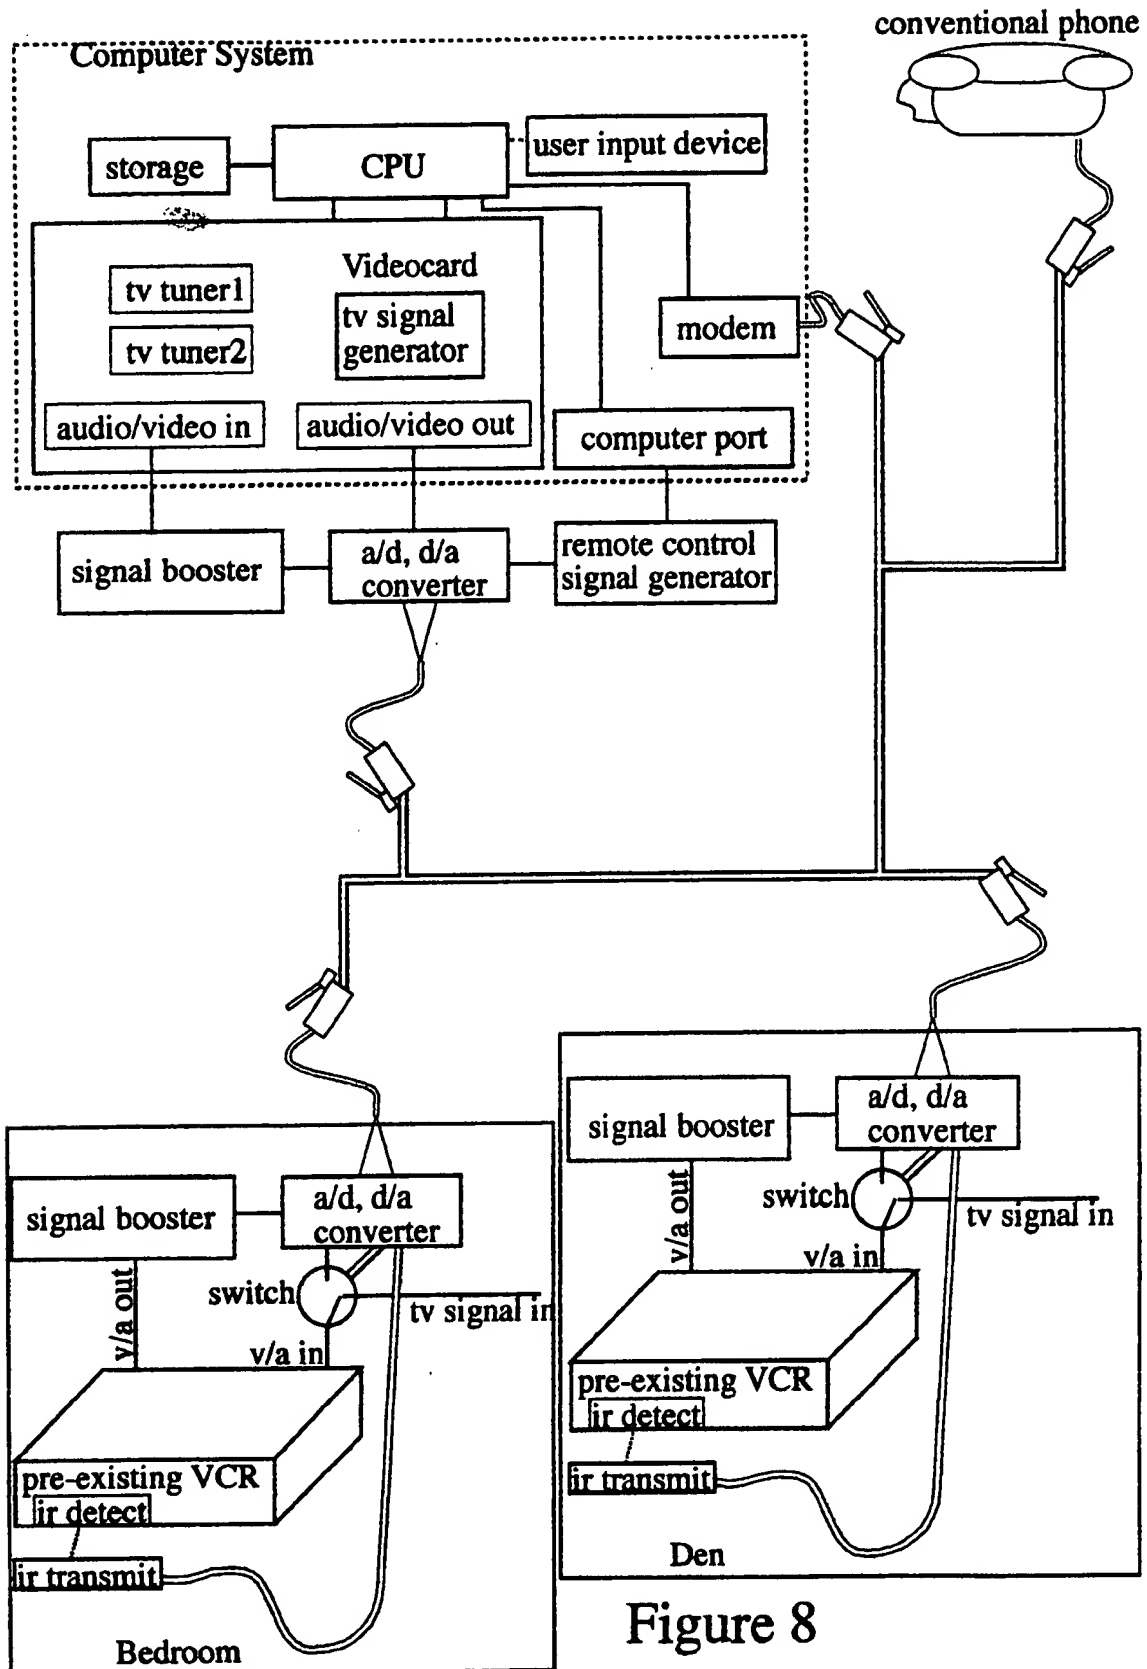 conventional phone
Computer System
storage
CPU
user input device
Videocard
tv tuner1
tv signal
generator
tv tuner2
modem
audio/video in
audio/video out
computer port
signal booster
a/d, d/a
converter
remote control
signal generator
signal booster
a/d, d/a
converter
switch
tv signal in
v/a out
v/a in
pre-existing VCR
ir detect
ir transmit
Den
signal booster
a/d, d/a
converter
switch
tv signal in
v/a out
v/a in
pre-existing VCR
ir detect
ir transmit
Bedroom
Figure 8